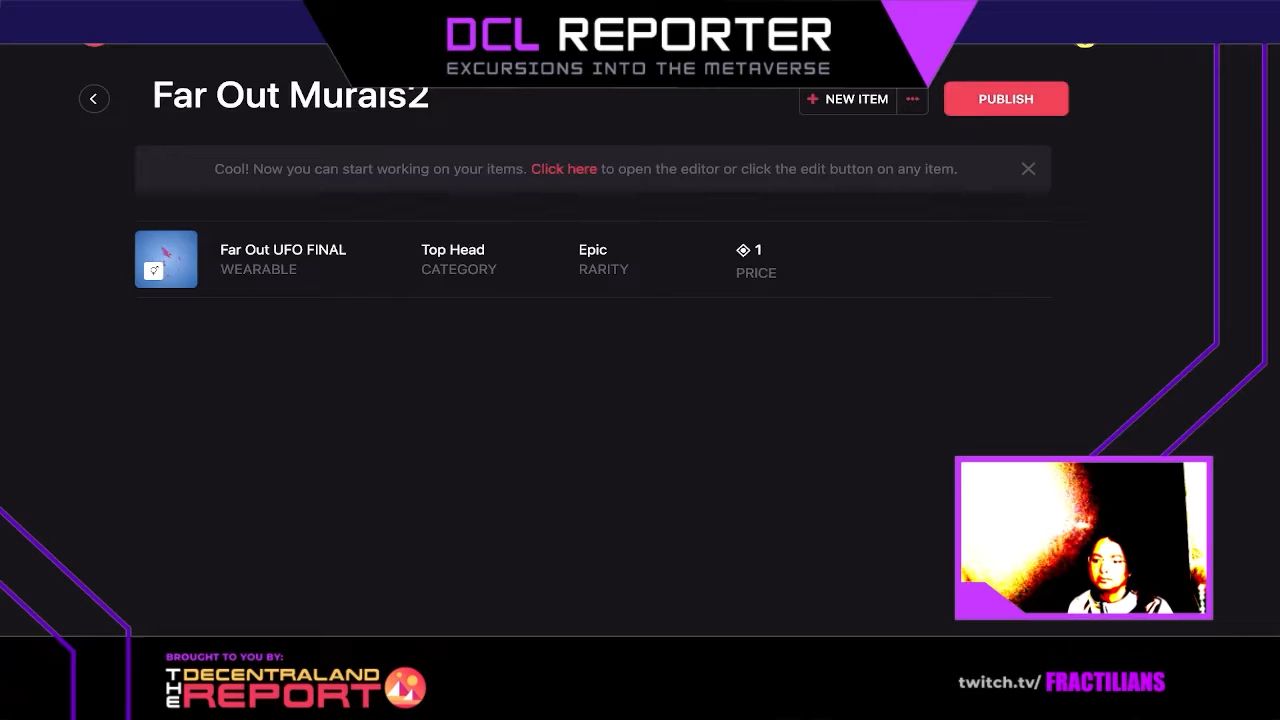 DCL REPORTER
EXCURSIONS INTO THE METAVERSE
Far Out Murals2
NEW ITEM
PUBLISH
Cool! Now you can start working on your items. Click here to open the editor or click the edit button on any item.
Far Out UFO FINAL
WEARABLE
Top Head
CATEGORY
Epic
RARITY
1
PRICE
BROUGHT TO YOU BY:
THE DECENTRALAND
REPORT
twitch.tv/ FRACTILIANS